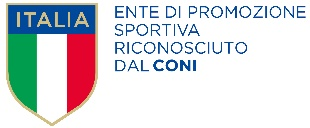 ITALIA
ENTE DI PROMOZIONE
SPORTIVA
RICONOSCIUTO
DAL CONI